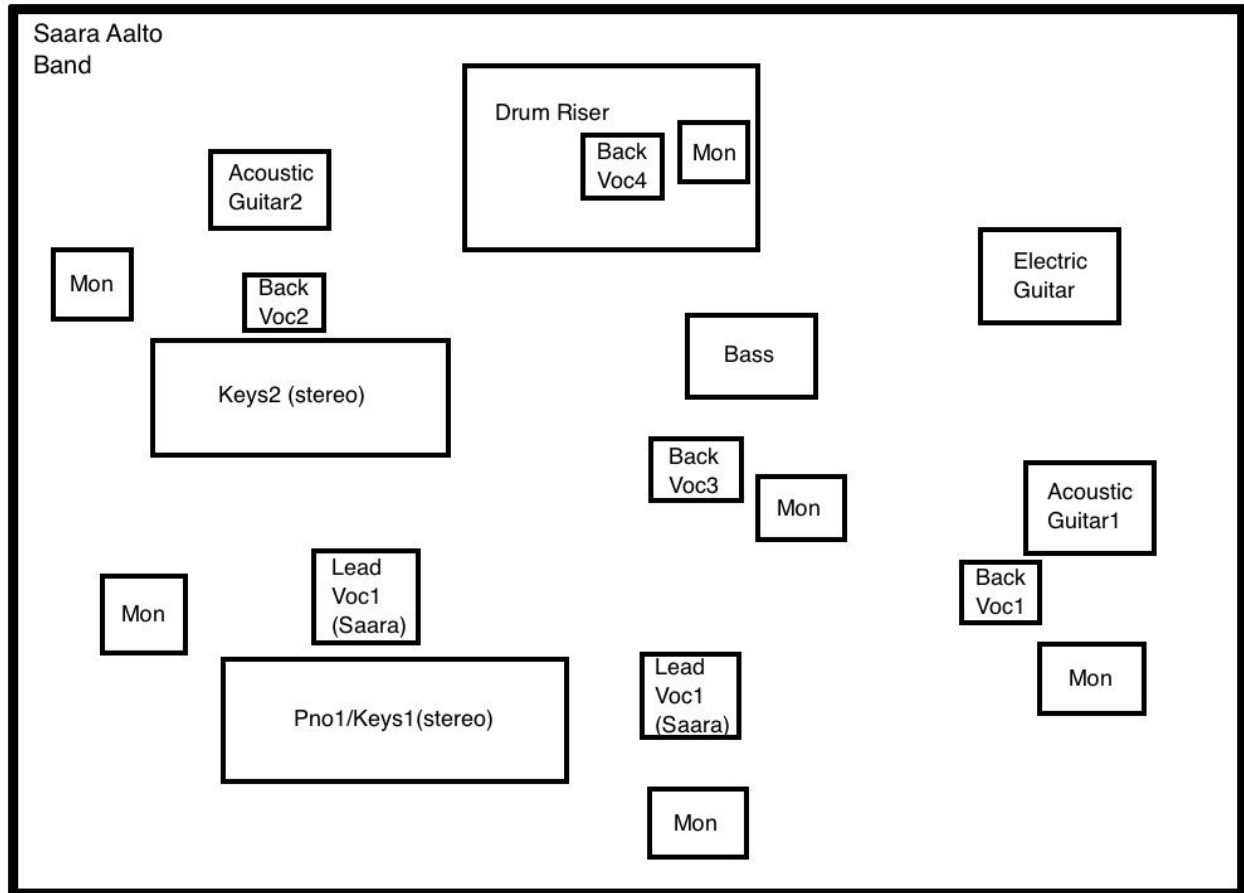 Saara Aalto
Band
Drum Riser
Back
Voc4
Mon
Acoustic
Guitar2
Mon
Back
Voc2
Electric
Guitar
Keys2 (stereo)
Bass
Back
Voc3
Mon
Acoustic
Guitar1
Mon
Lead
Voc1
(Saara)
Back
Voc1
Pno1/Keys1(stereo)
Lead
Voc1
(Saara)
Mon
Mon